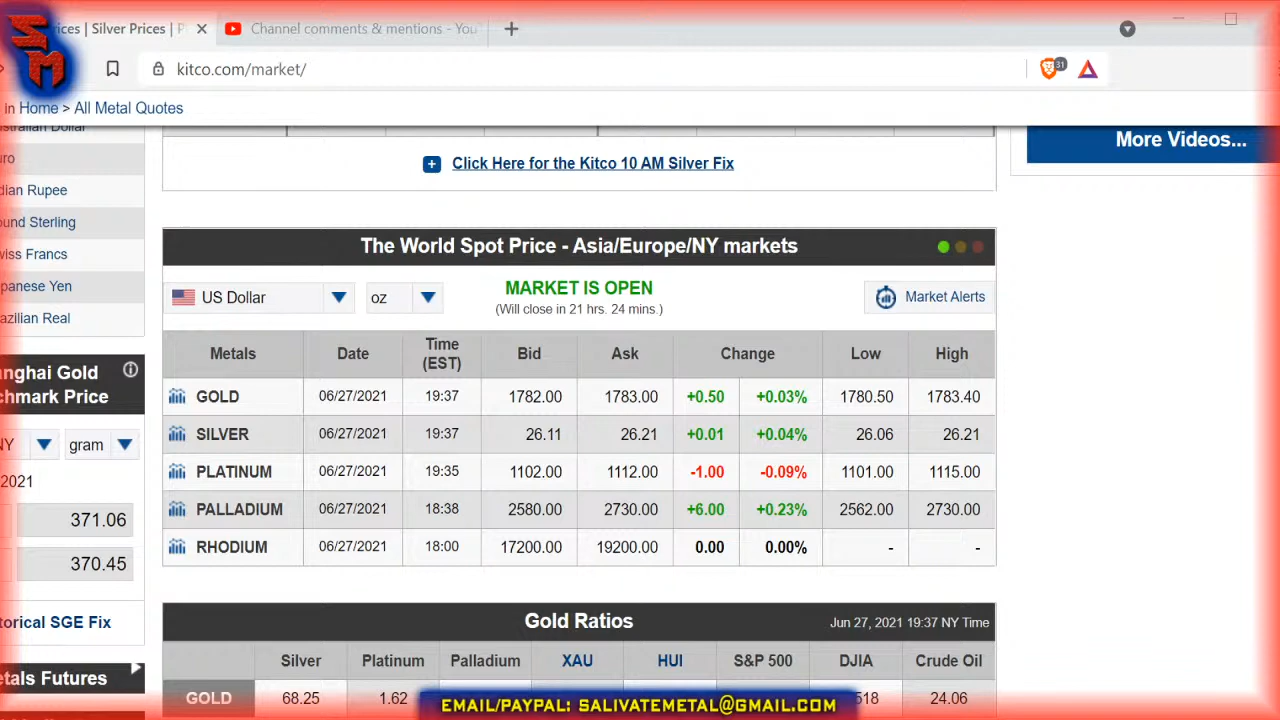 SM
rices | Silver Prices | P
Channel comments & mentions - You
kitco.com/market/
31
in Home > All Metal Quotes
ustralian Dollar
uro
dian Rupee
ound Sterling
wiss Francs
panese Yen
azilian Real
Click Here for the Kitco 10 AM Silver Fix
More Videos...
The World Spot Price - Asia/Europe/NY markets
US Dollar oz MARKET IS OPEN Market Alerts
(Will close in 21 hrs. 24 mins.)
Metals Date Time (EST) Bid Ask Change Low High
GOLD 06/27/2021 19:37 1782.00 1783.00 +0.50 +0.03% 1780.50 1783.40
SILVER 06/27/2021 19:37 26.11 26.21 +0.01 +0.04% 26.06 26.21
PLATINUM 06/27/2021 19:35 1102.00 1112.00 -1.00 -0.09% 1101.00 1115.00
PALLADIUM 06/27/2021 18:38 2580.00 2730.00 +6.00 +0.23% 2562.00 2730.00
RHODIUM 06/27/2021 18:00 17200.00 19200.00 0.00 0.00% - -
anghai Gold
chmark Price
NY gram
2021
371.06
370.45
torical SGE Fix
etals Futures
Gold Ratios Jun 27, 2021 19:37 NY Time
Silver Platinum Palladium XAU HUI S&P 500 DJIA Crude Oil
GOLD 68.25 1.62 518 24.06
EMAIL/PAYPAL: SALIVATEMETAL@GMAIL.COM